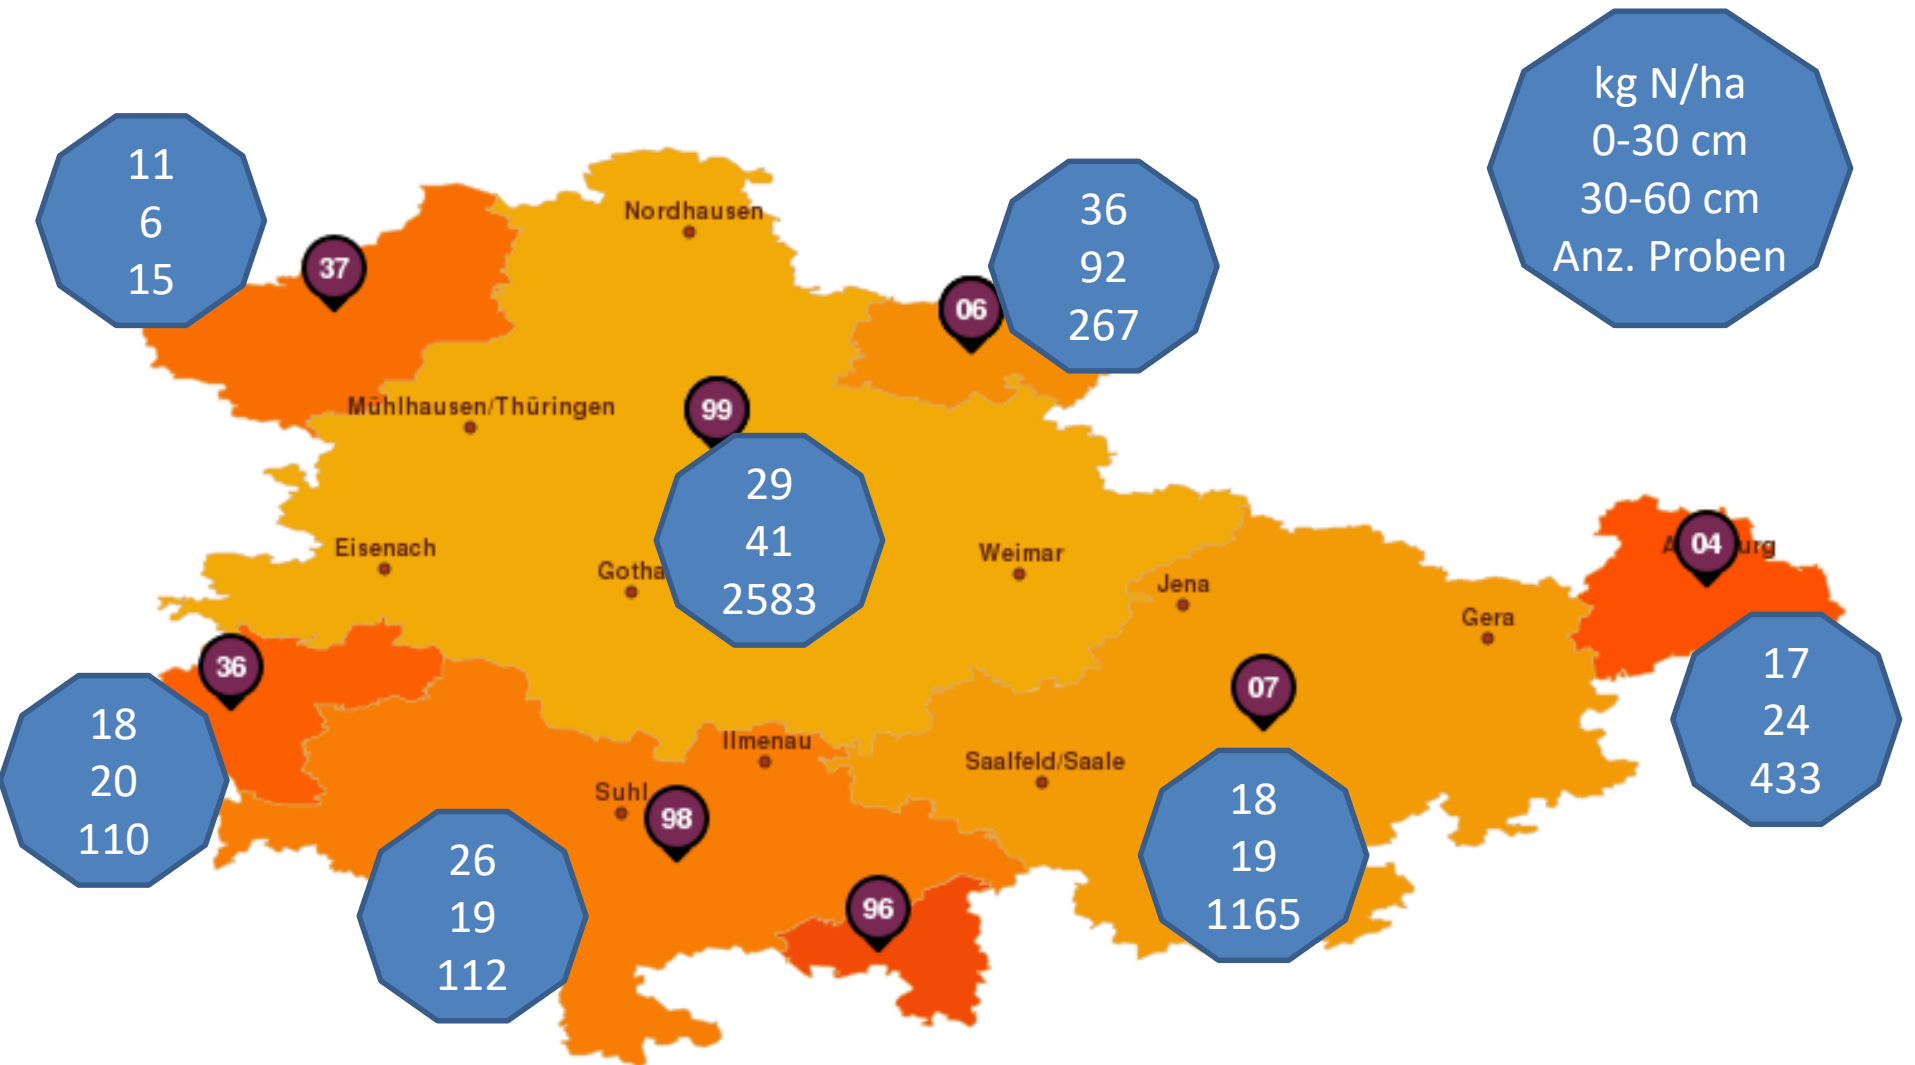 kg N/ha
0-30 cm
30-60 cm
Anz. Proben
11
6
15
37
Nordhausen
36
92
267
06
Mühlhausen/Thüringen
99
29
41
2583
Eisenach
Gotha
Weimar
Jena
Gera
04
urg
17
24
433
36
18
20
110
07
Ilmenau
Saalfeld/Saale
Suhl
98
18
19
1165
26
19
112
96